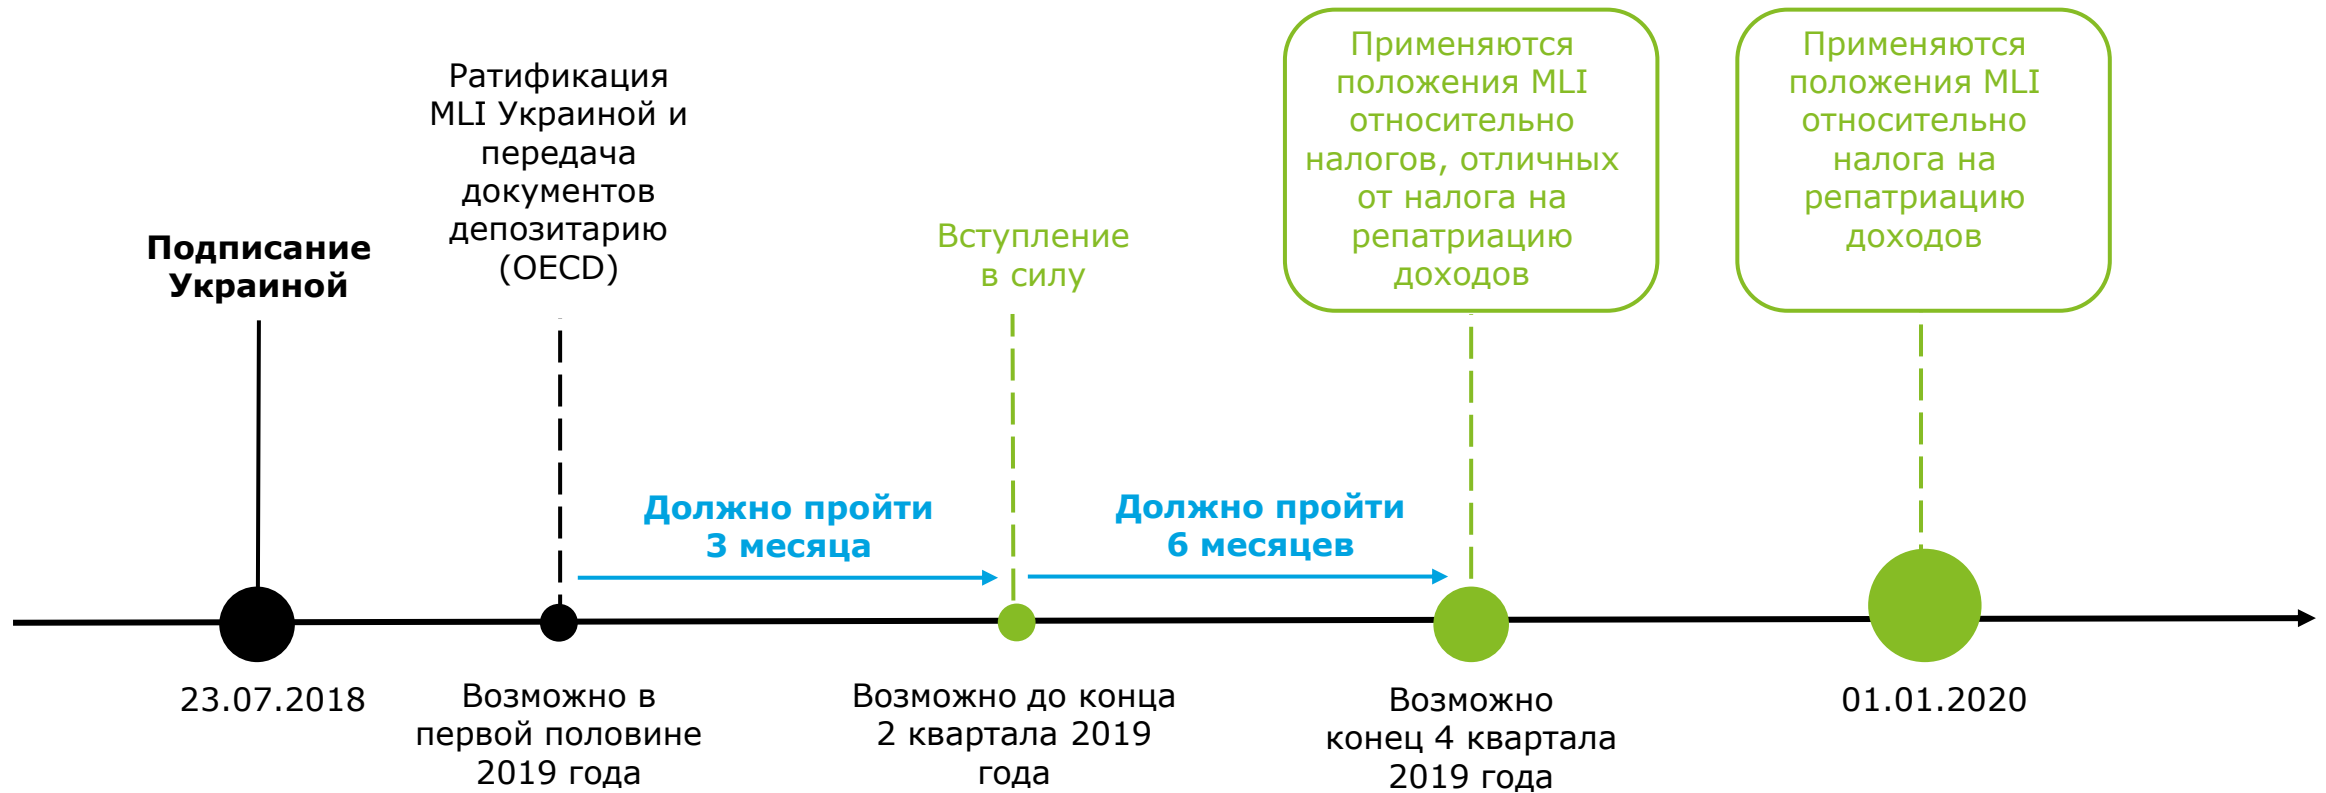 Подписание
Украиной
Ратификация
MLI Украиной и
передача
документов
депозитарию
(OECD)
Вступление
в силу
Применяются
положения MLI
относительно
налогов, отличных
от налога на
репатриацию
доходов
Применяются
положения MLI
относительно
налога на
репатриацию
доходов
Должно пройти
3 месяца
Должно пройти
6 месяцев
23.07.2018
Возможно в
первой половине
2019 года
Возможно до конца
2 квартала 2019
года
Возможно
конец 4 квартала
2019 года
01.01.2020